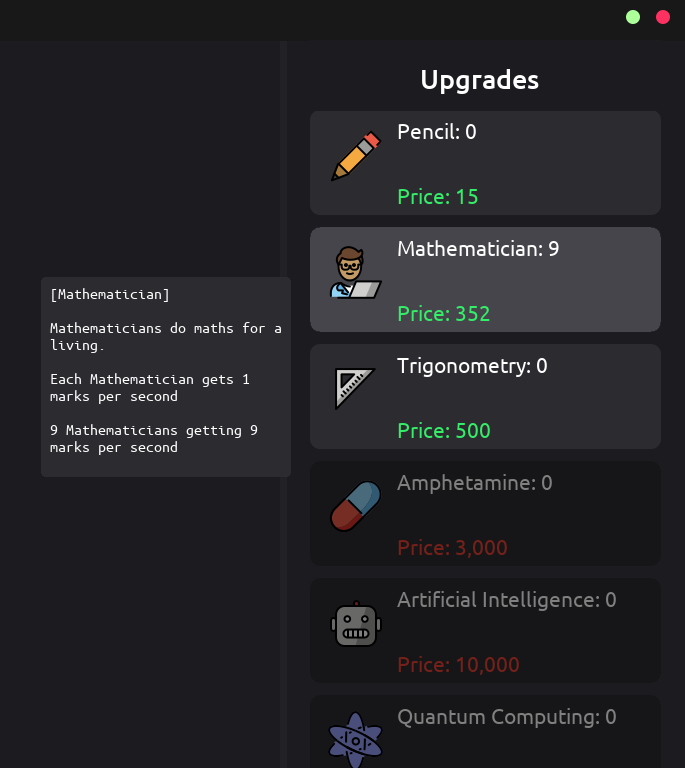 Upgrades
Pencil: 0
Price: 15
Mathematician: 9
Price: 352
[Mathematician]
Mathematicians do maths for a
living.
Each Mathematician gets 1
marks per second
9 Mathematicians getting 9
marks per second
Trigonometry: 0
Price: 500
Amphetamine: 0
Price: 3,000
Artificial Intelligence: 0
Price: 10,000
Quantum Computing: 0